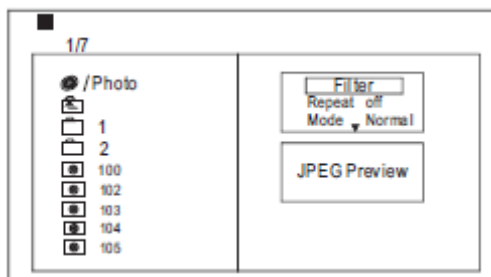 1/7
/ Photo
1
2
100
102
103
104
105
Filter
Repeat off
Mode Normal
JPEG Preview